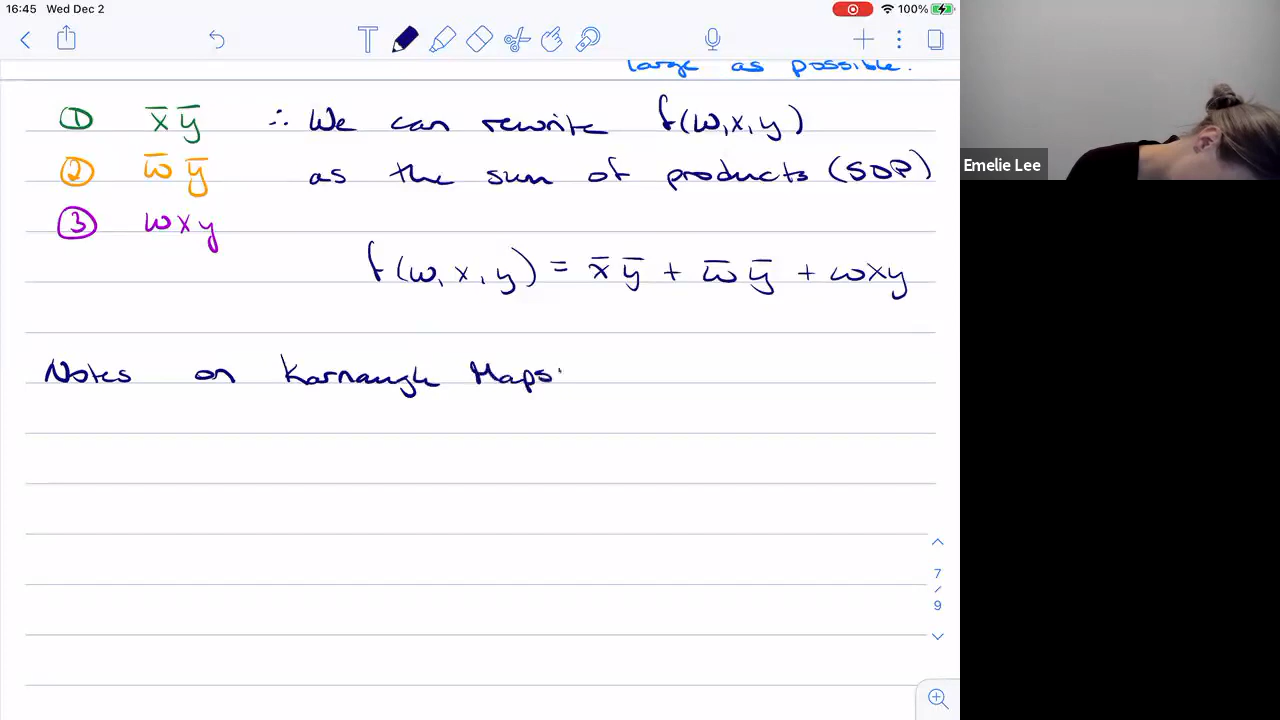 16:45 Wed Dec 2
100%
large as possible.
① x̅ y̅ ∴ We can rewrite f(w,x,y)
② w̅ y̅ as the sum of products (SOP)
③ wxy
f(w,x,y) = x̅ y̅ + w̅ y̅ + wxy
Notes on Karnaugh Maps:
7
/
9
Emelie Lee